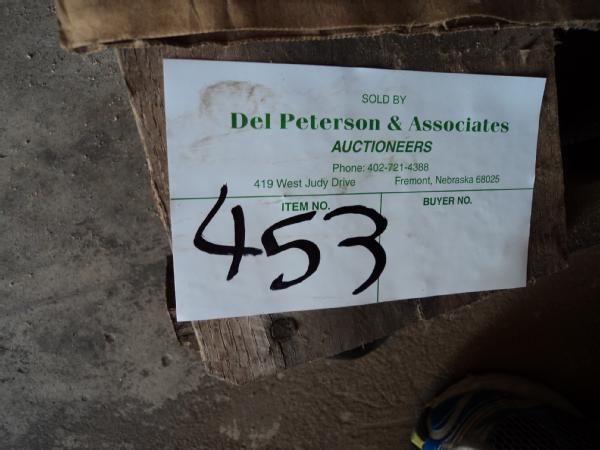 SOLD BY
Del Peterson & Associates
AUCTIONEERS
Phone: 402-721-4388
419 West Judy Drive Fremont, Nebraska 68025
ITEM NO. BUYER NO.
453